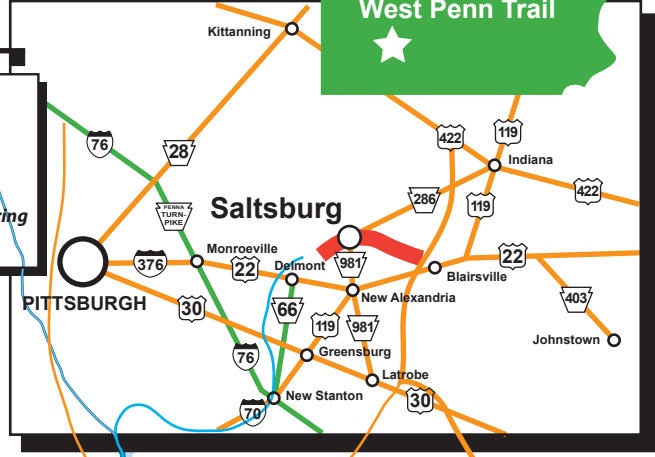 West Penn Trail
Kittanning
76
28
422
119
Indiana
422
286
119
ring
PENNA
TURN-
PIKE
Saltsburg
376
Monroeville
22
Delmont
981
22
Blairsville
PITTSBURGH
30
66
New Alexandria
403
119
981
Johnstown
76
Greensburg
Latrobe
New Stanton
30
70